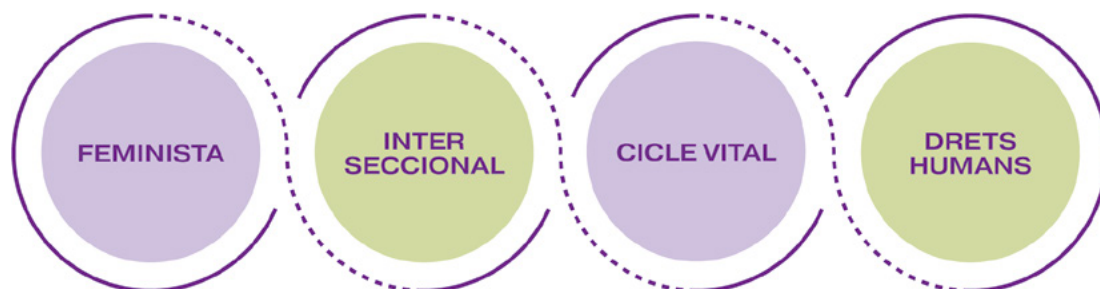 FEMINISTA
INTER
SECCIONAL
CICLE VITAL
DRETS
HUMANS